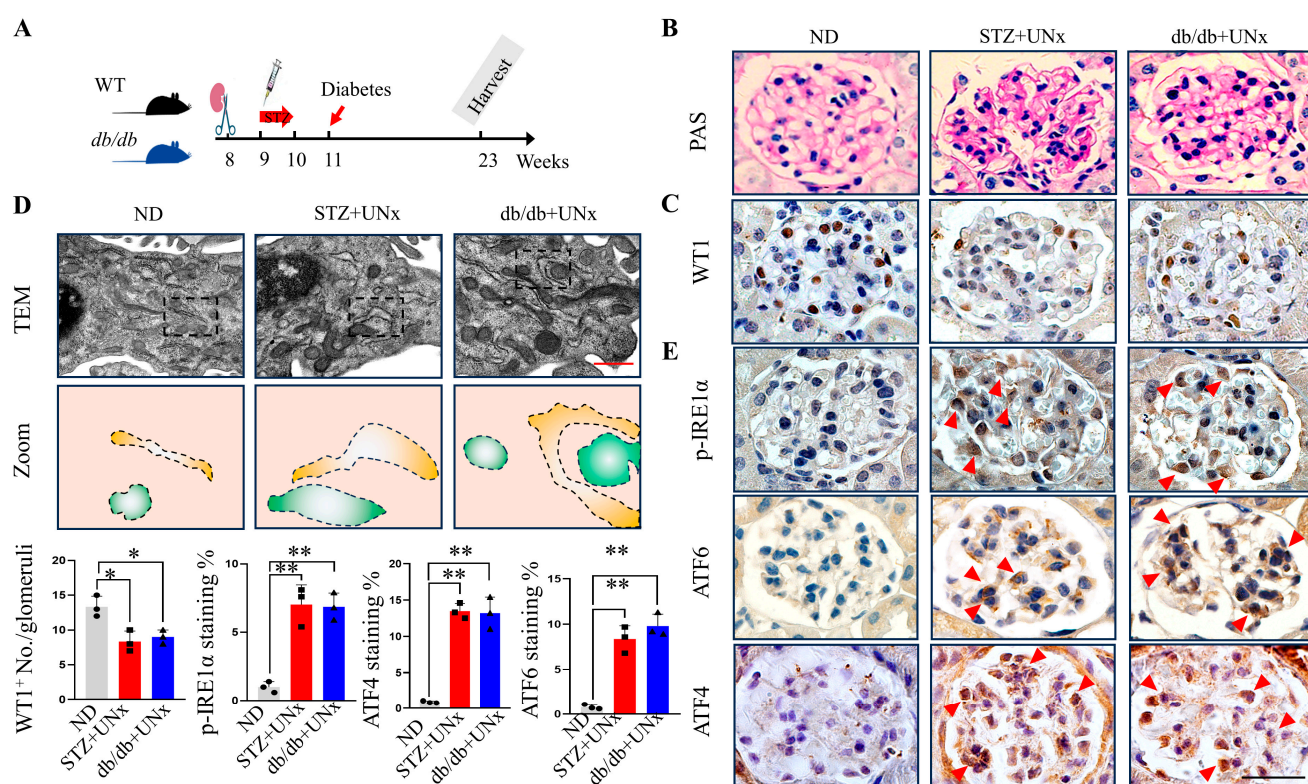 A
WT
db/db
STZ
Diabetes
Harvest
8
9
10
11
23
Weeks
B
ND
STZ+UNx
db/db+UNx
PAS
C
WT1
D
ND
STZ+UNx
db/db+UNx
TEM
Zoom
E
p-IRE1α
ATF6
ATF4
WT1⁺ No./glomeruli
20
15
10
5
0
*
*
ND
STZ+UNx
db/db+UNx
p-IRE1α staining %
10
5
0
**
**
ND
STZ+UNx
db/db+UNx
ATF4 staining %
20
15
10
5
0
**
**
ND
STZ+UNx
db/db+UNx
ATF6 staining %
15
10
5
0
**
**
ND
STZ+UNx
db/db+UNx